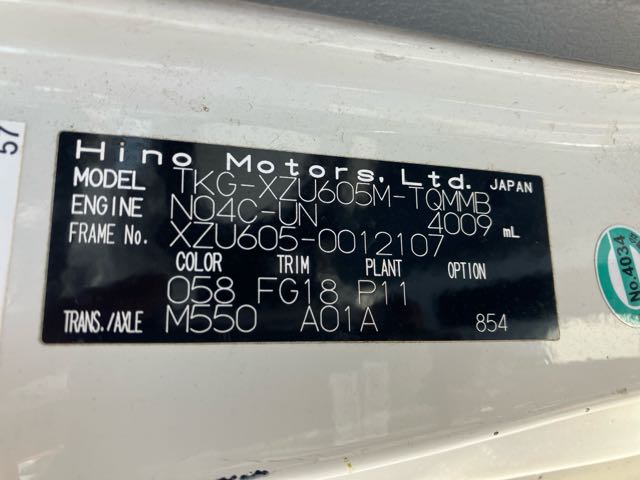 Hino Motors, Ltd. JAPAN
MODEL TKG-XZU605M-TQMMB
ENGINE N04C-UN 4009 mL
FRAME No. XZU605-0012107
COLOR TRIM PLANT OPTION
058 FG18 P11
TRANS./AXLE M550 A01A 854
57
No.4034